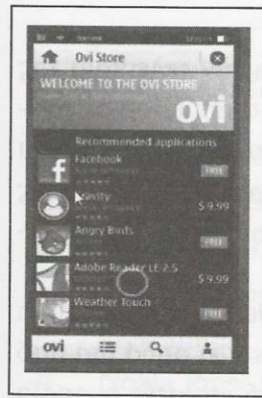 Ovi Store
WELCOME TO THE OVI STORE
ovi
Recommended applications
Facebook
FREE
Gravity
$ 9.99
Angry Birds
FREE
Adobe Reader LE 2.5
$ 9.99
Weather Touch
FREE
ovi